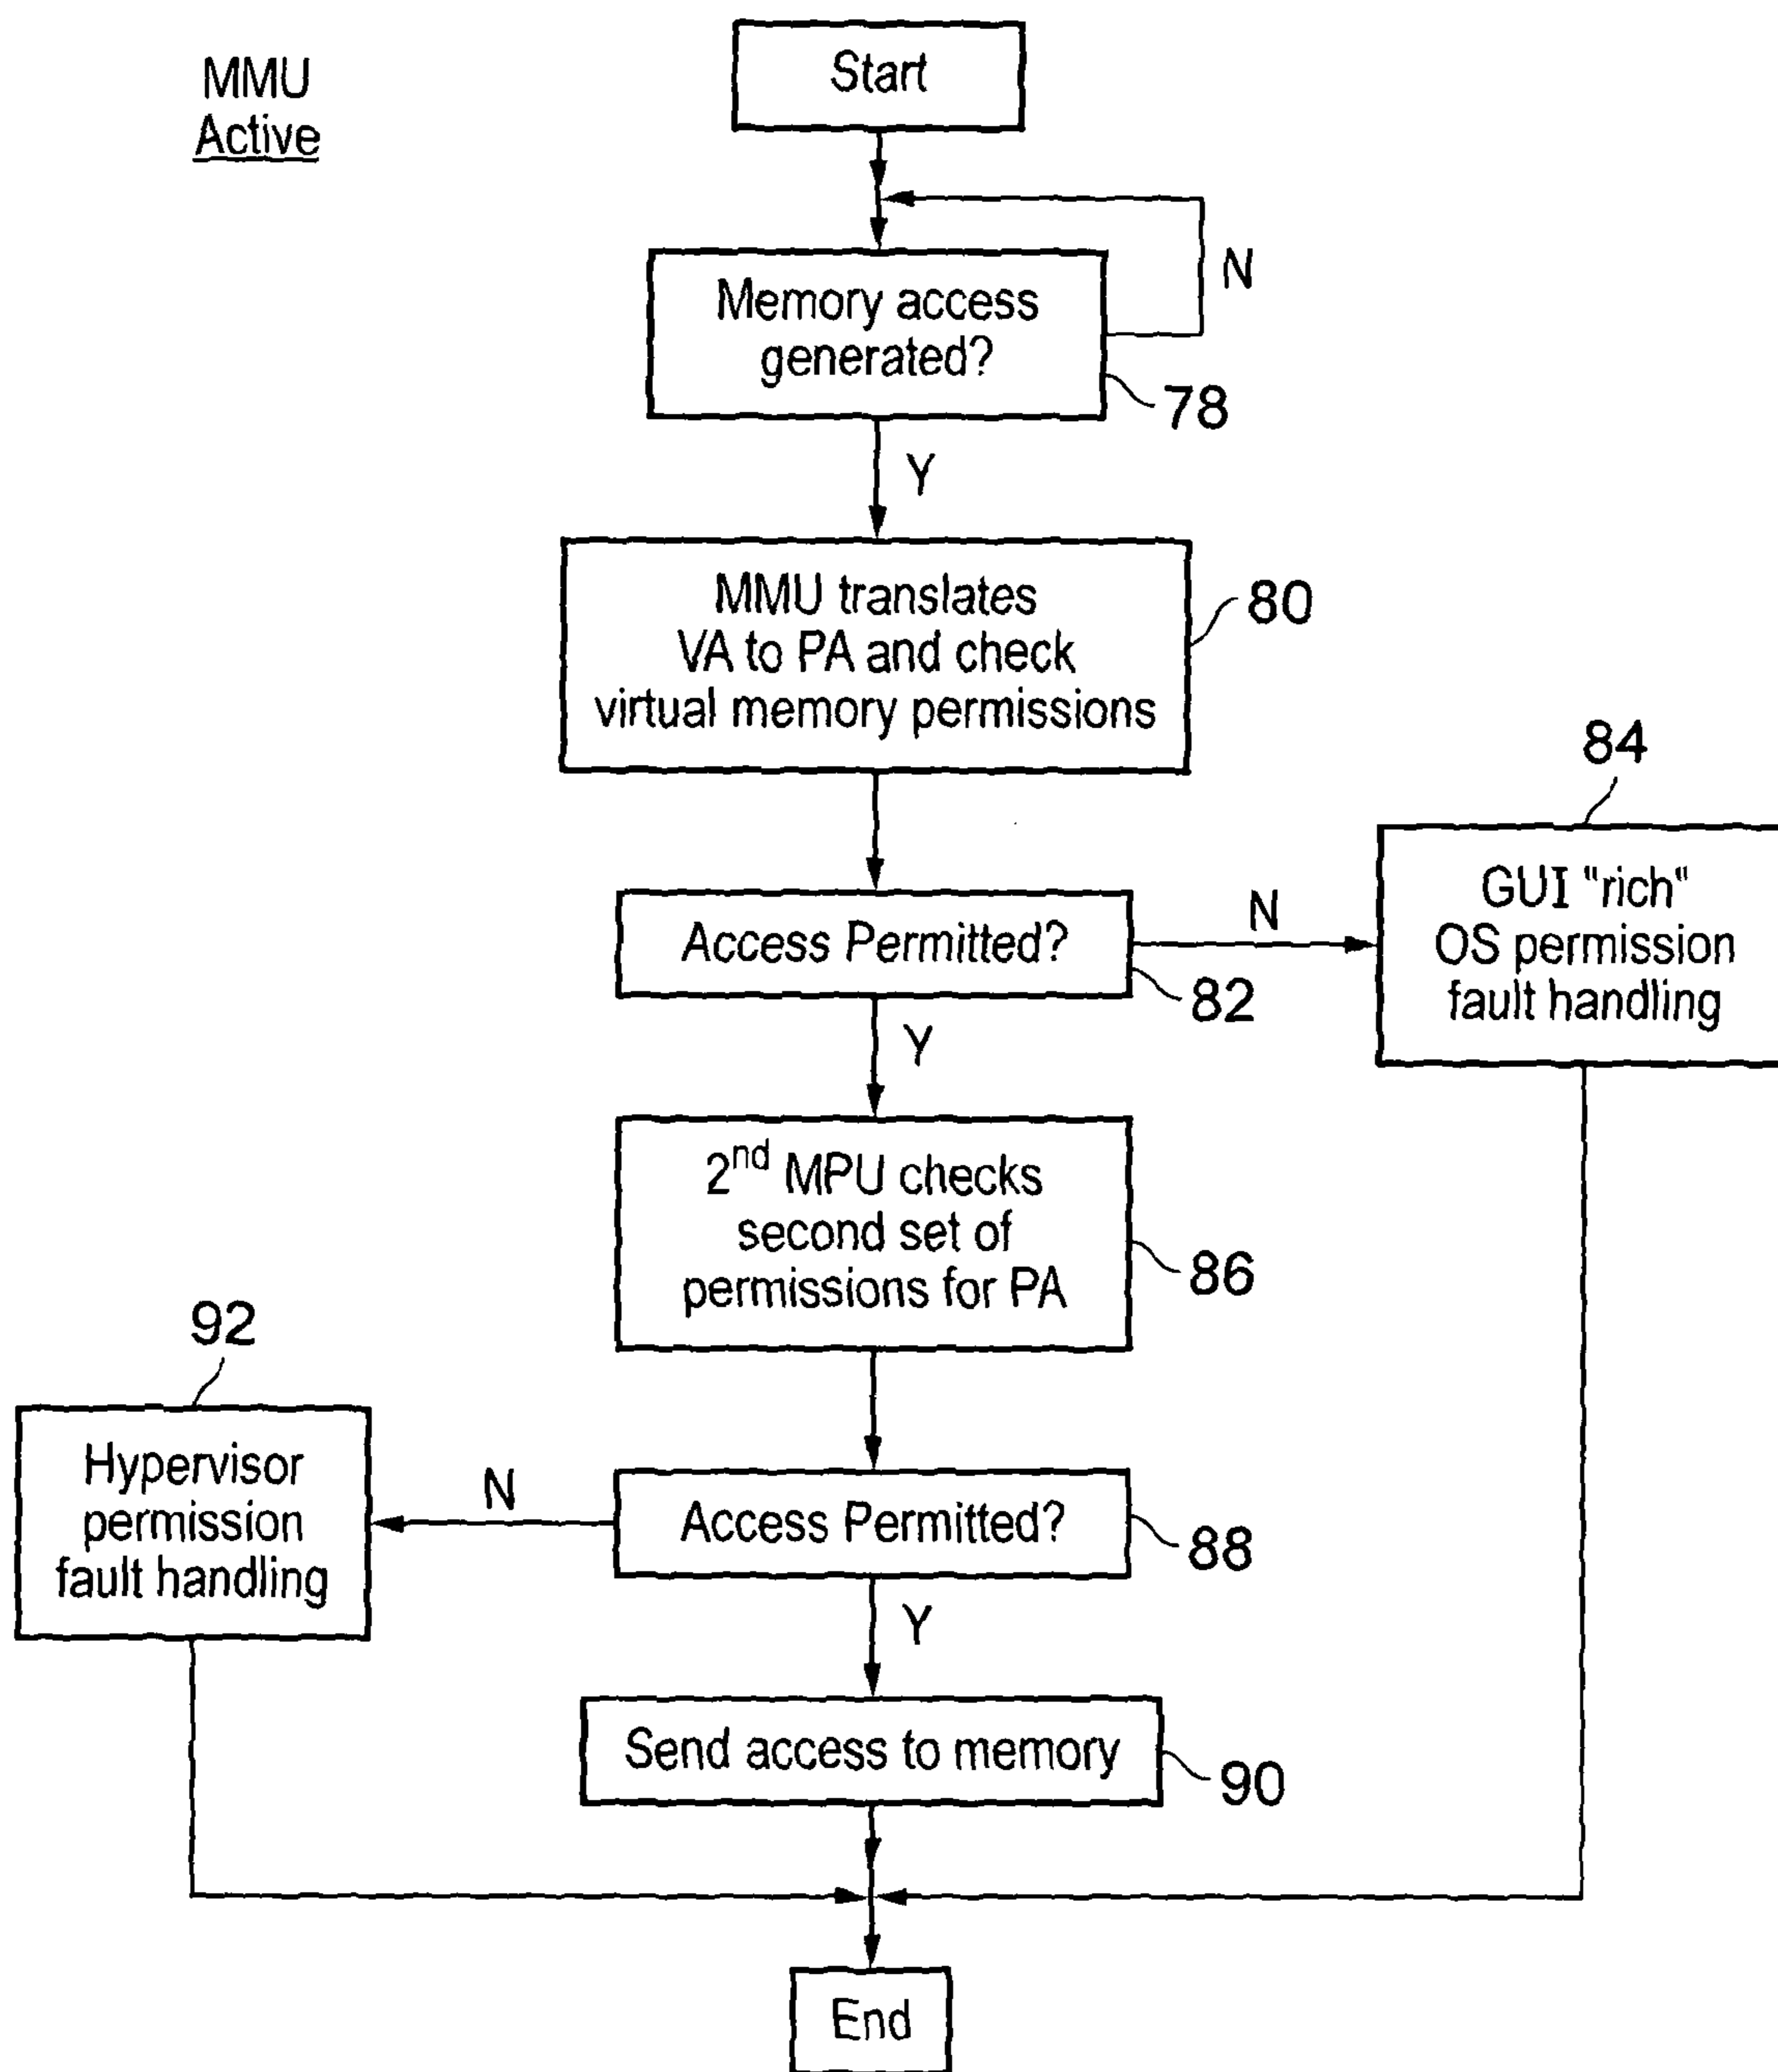 MMU
Active
Start
N
Memory access
generated?
78
Y
MMU translates
VA to PA and check
virtual memory permissions
80
84
GUI "rich"
OS permission
fault handling
N
Access Permitted?
82
Y
2nd MPU checks
second set of
permissions for PA
86
92
Hypervisor
permission
fault handling
N
Access Permitted?
88
Y
Send access to memory
90
End